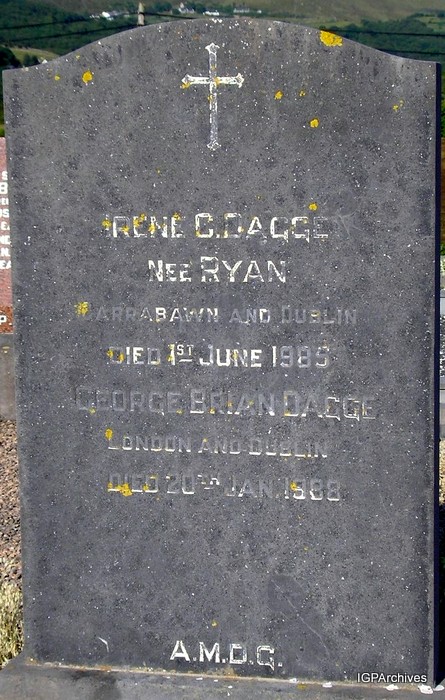 IRENE C. DAGGE
NEE RYAN
CARRABAWN AND DUBLIN
DIED 1ST JUNE 1985
GEORGE BRIAN DAGGE
LONDON AND DUBLIN
DIED 20TH JAN. 1988
A.M.D.G.
IGPArchives